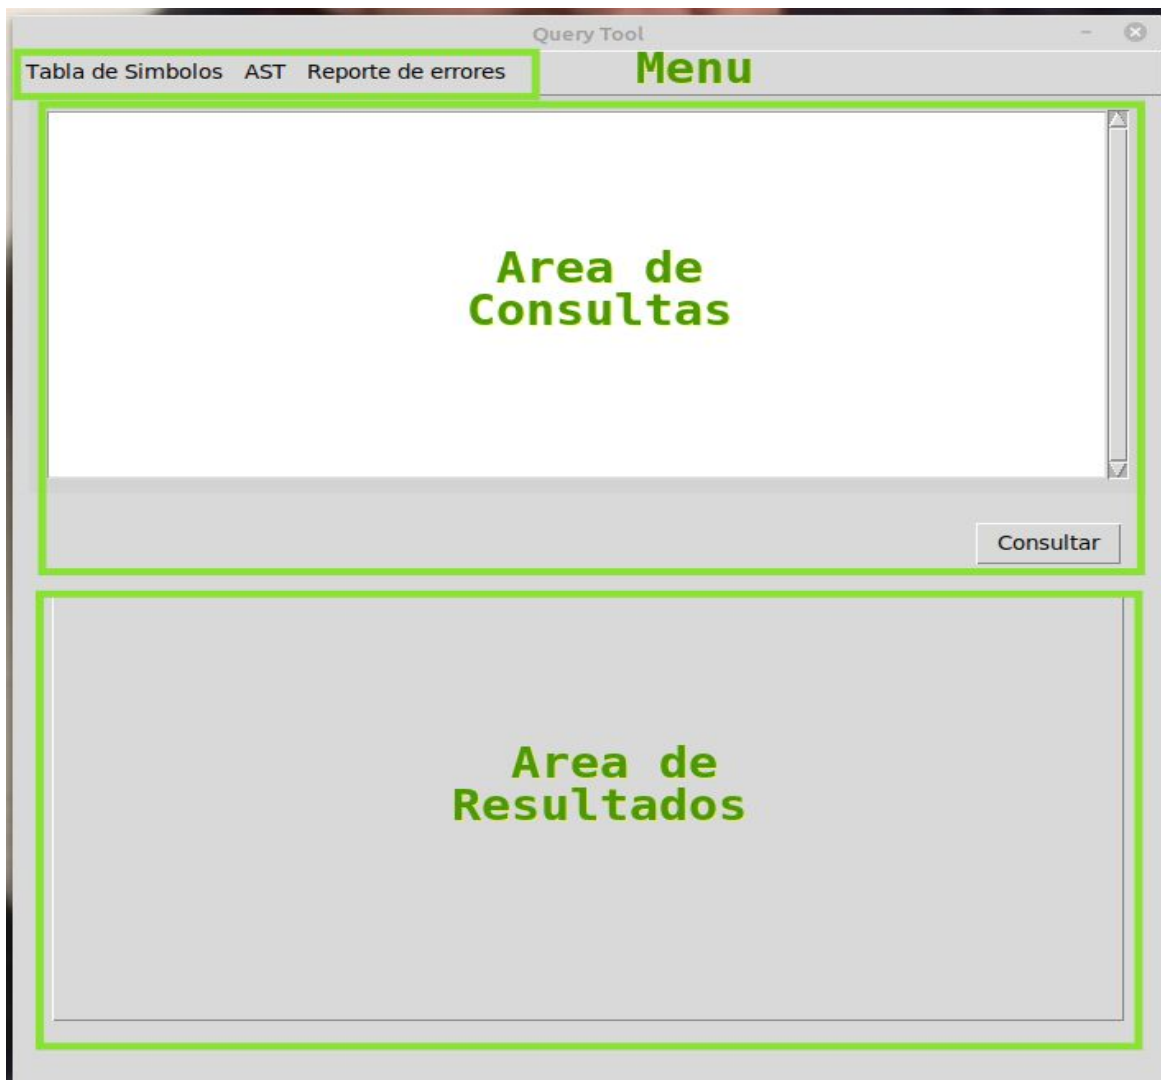 Query Tool
Tabla de Simbolos AST Reporte de errores
Menu
Area de
Consultas
Consultar
Area de
Resultados